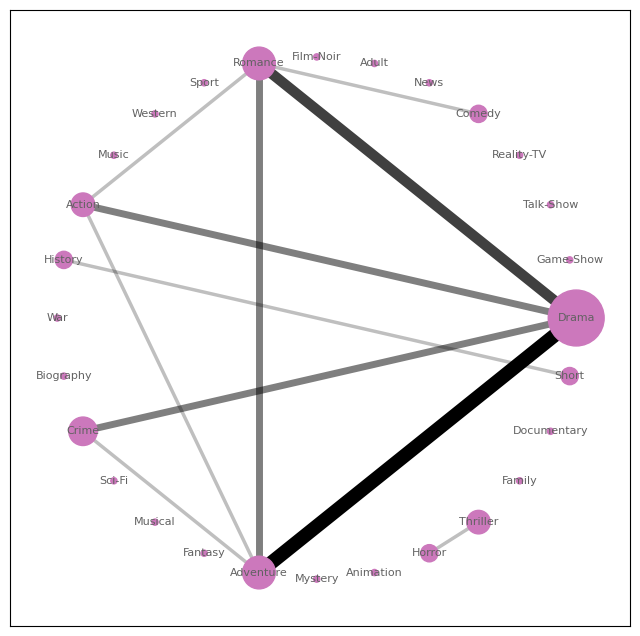 Film-Noir
Romance
Adult
Sport
News
Western
Comedy
Music
Reality-TV
Action
Talk-Show
History
Game-Show
War
Drama
Biography
Short
Crime
Documentary
Sci-Fi
Family
Musical
Thriller
Fantasy
Horror
Adventure
Mystery
Animation